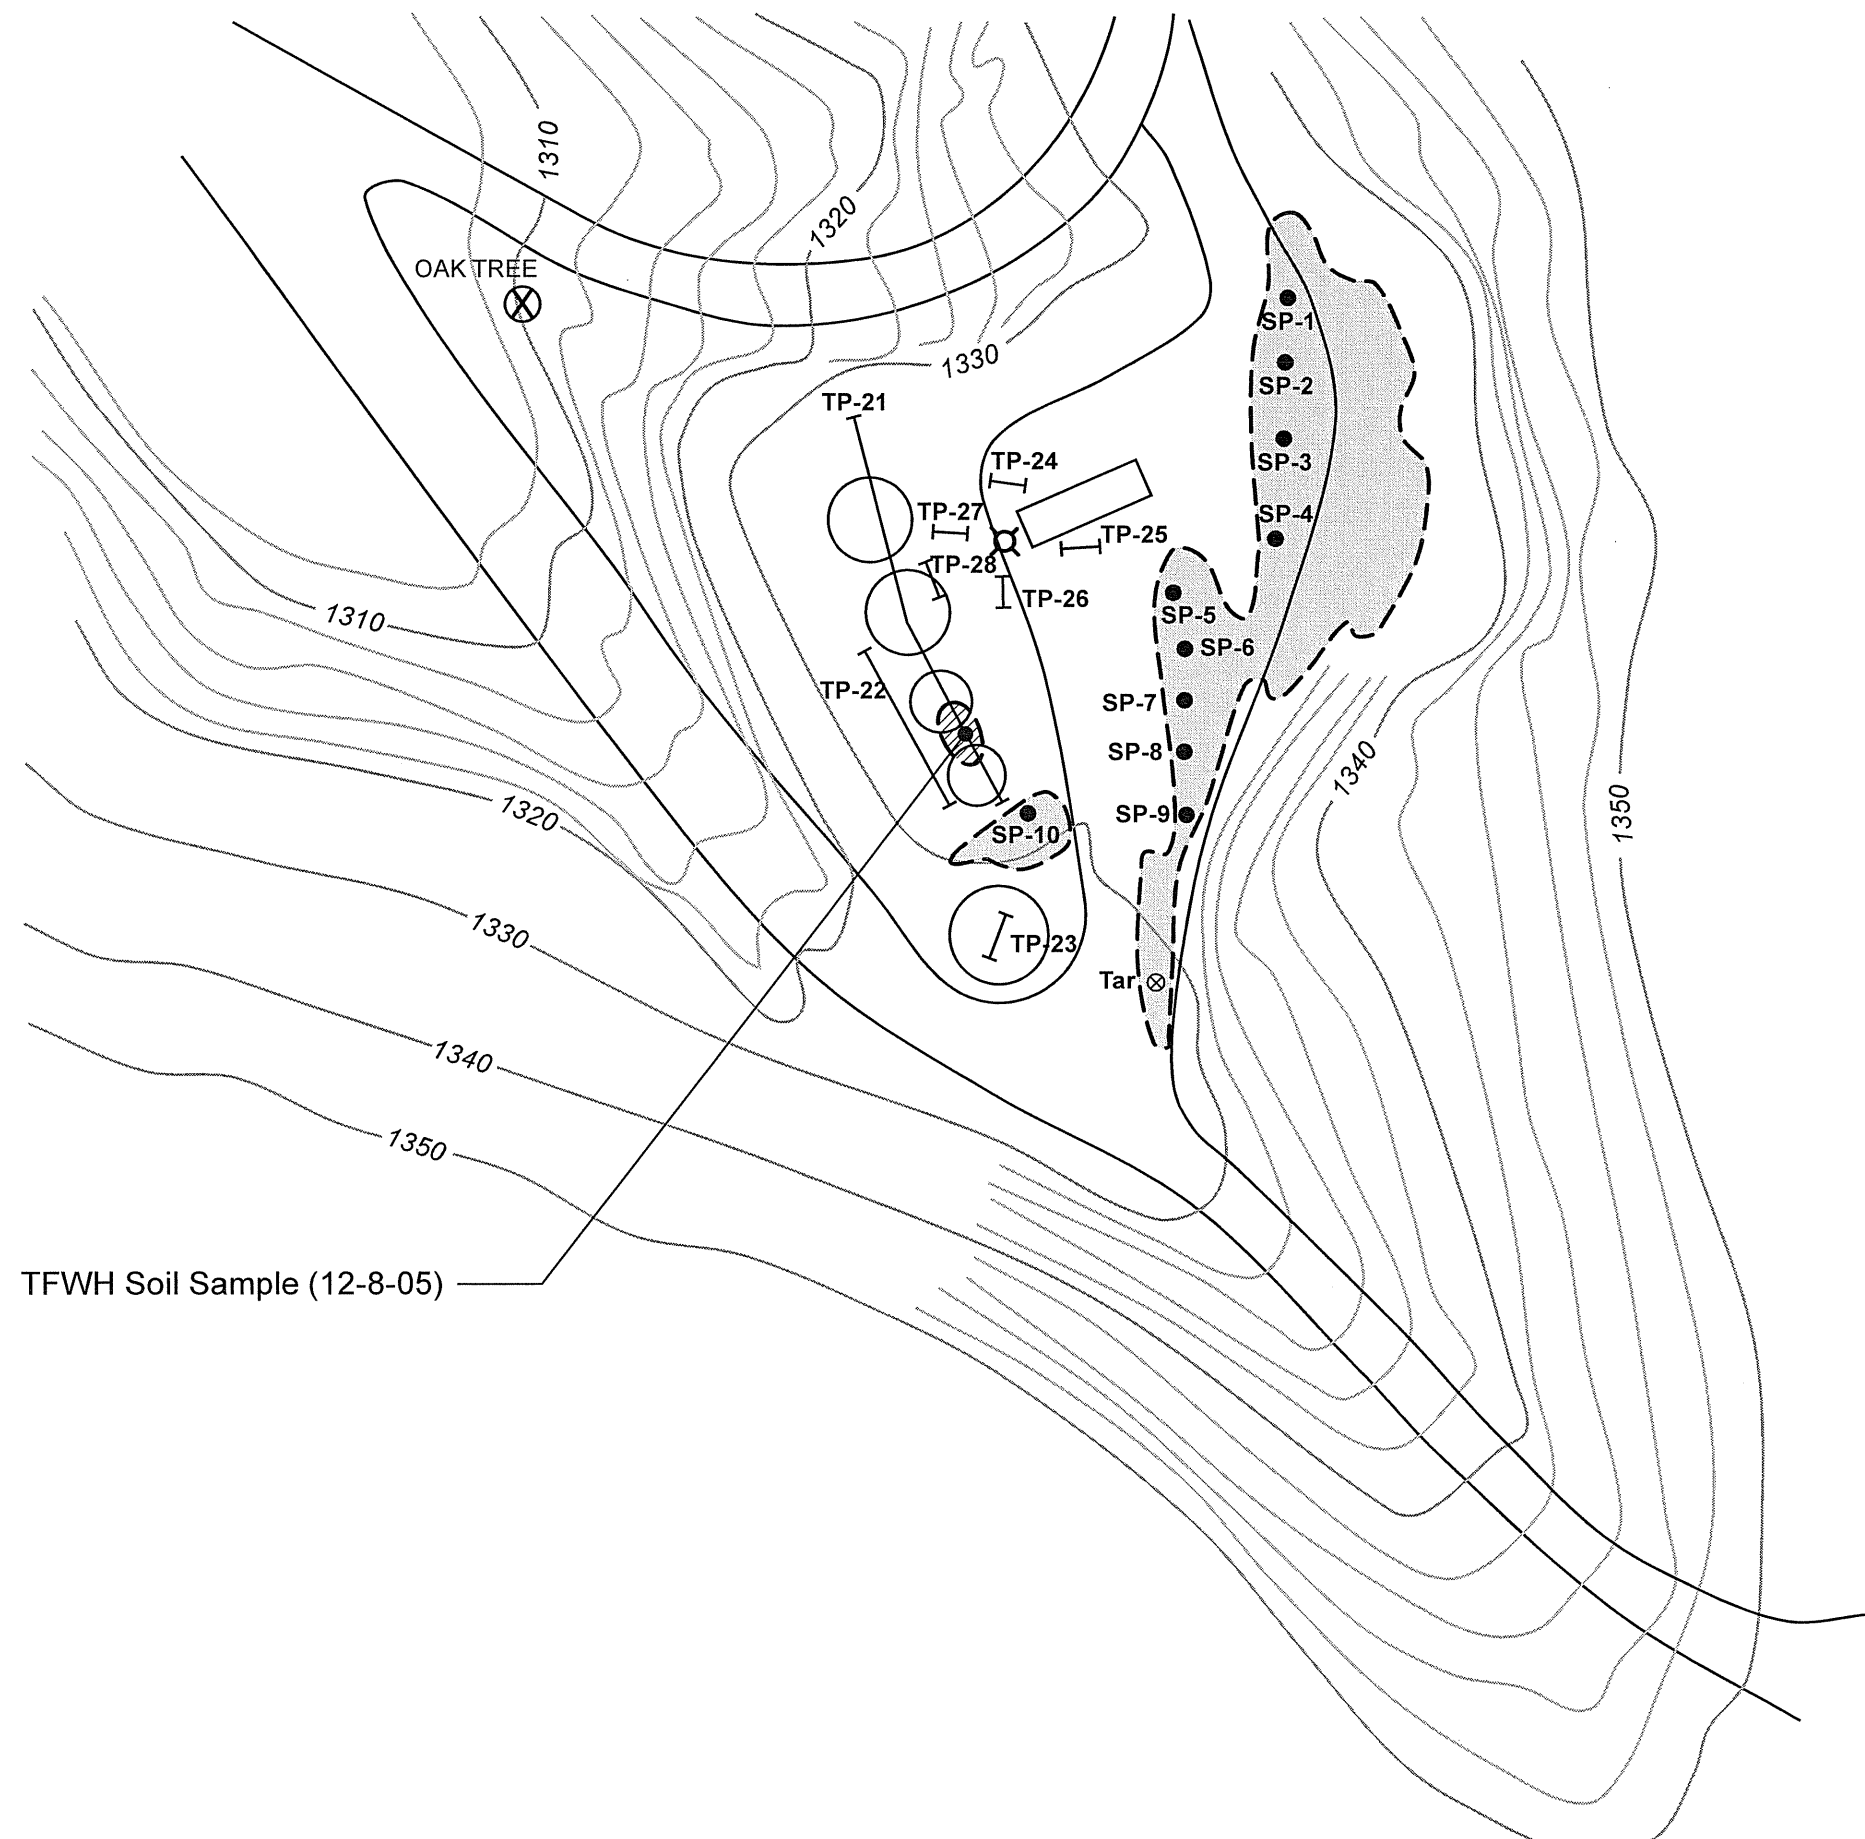 1310
1320
OAK TREE
SP-1
1330
SP-2
TP-21
SP-3
TP-24
TP-27
SP-4
TP-25
TP-28
TP-26
SP-5
1310
SP-6
TP-22
SP-7
SP-8
1340
1320
SP-9
1350
SP-10
1330
TP-23
Tar
1340
1350
TFWH Soil Sample (12-8-05)